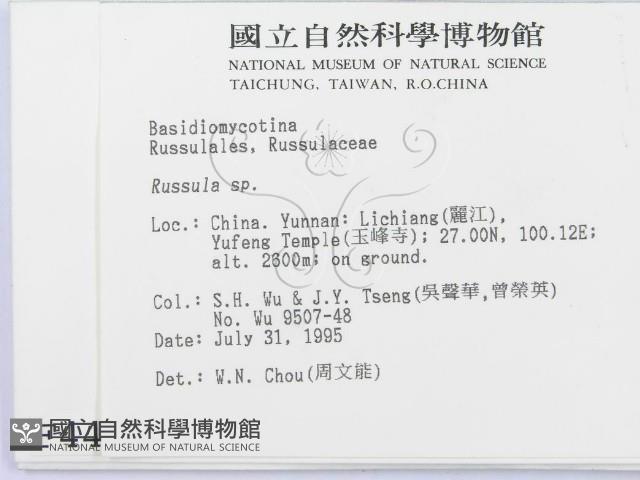 國立自然科學博物館
NATIONAL MUSEUM OF NATURAL SCIENCE
TAICHUNG, TAIWAN, R.O.CHINA
Basidiomycotina
Russulales, Russulaceae
Russula sp.
Loc.: China. Yunnan: Lichiang(麗江),
Yufeng Temple(玉峰寺); 27.00N, 100.12E;
alt. 2600m; on ground.
Col.: S.H. Wu & J.Y. Tseng(吳聲華,曾榮英)
No. Wu 9507-48
Date: July 31, 1995
Det.: W.N. Chou(周文能)
44
國立自然科學博物館
NATIONAL MUSEUM OF NATURAL SCIENCE